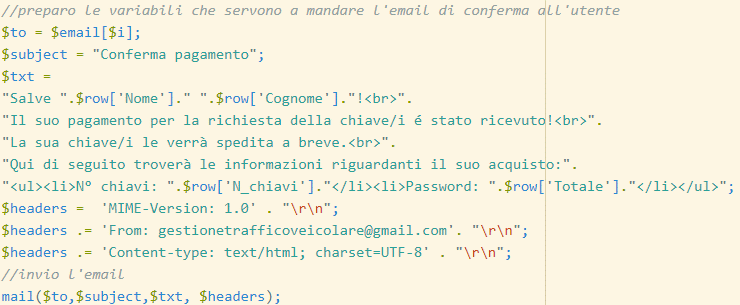 //preparo le variabili che servono a mandare l'email di conferma all'utente
$to = $email[$i];
$subject = "Conferma pagamento";
$txt =
"Salve ".$row['Nome']." ".$row['Cognome']."!<br>".
"Il suo pagamento per la richiesta della chiave/i é stato ricevuto!<br>".
"La sua chiave/i le verrà spedita a breve.<br>".
"Qui di seguito troverà le informazioni riguardanti il suo acquisto:".
"<ul><li>N° chiavi: ".$row['N_chiavi']."</li><li>Password: ".$row['Totale']."</li></ul>";
$headers =  'MIME-Version: 1.0' . "\r\n";
$headers .= 'From: gestionetrafficoveicolare@gmail.com'. "\r\n";
$headers .= 'Content-type: text/html; charset=UTF-8' . "\r\n";
//invio l'email
mail($to,$subject,$txt, $headers);